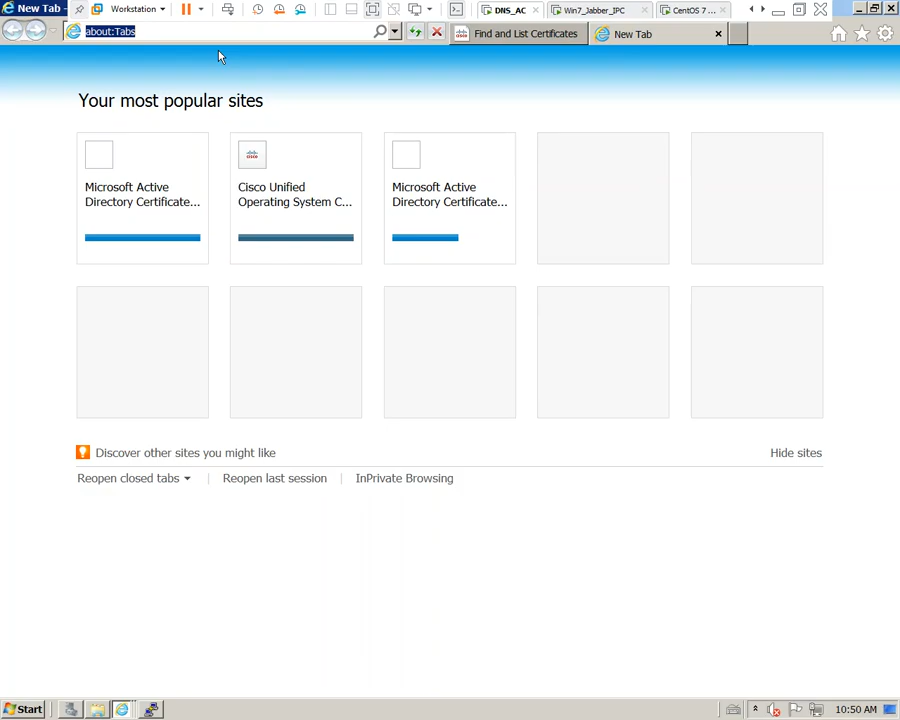 New Tab - Workstation DNS_AC Win7_Jabber_IPC CentOS 7 ...
about:Tabs Find and List Certificates New Tab
Your most popular sites
Microsoft Active
Directory Certificate...
Cisco Unified
Operating System C...
Microsoft Active
Directory Certificate...
Discover other sites you might like
Hide sites
Reopen closed tabs
Reopen last session
InPrivate Browsing
Start
10:50 AM